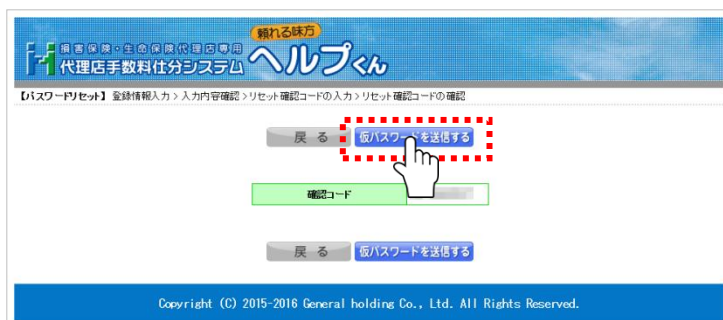 頼れる味方
損害保険・生命保険代理店専用
代理店手数料仕分システム ヘルプくん
【パスワードリセット】 登録情報入力 > 入力内容確認 > リセット確認コードの入力 > リセット確認コードの確認
戻 る 仮パスワードを送信する
確認コード
戻 る 仮パスワードを送信する
Copyright (C) 2015-2016 General holding Co., Ltd. All Rights Reserved.